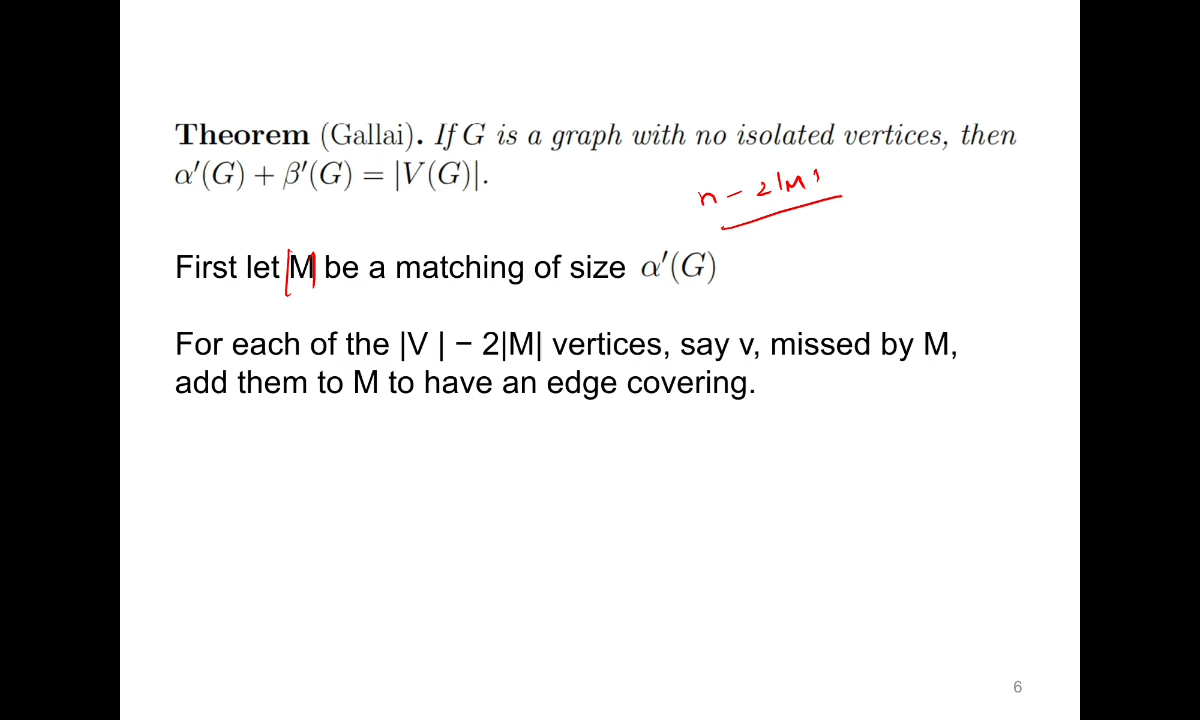 Theorem (Gallai). If G is a graph with no isolated vertices, then
α′(G) + β′(G) = |V(G)|.
n − 2|M|
First let |M| be a matching of size α′(G)
For each of the |V | − 2|M| vertices, say v, missed by M,
add them to M to have an edge covering.
6